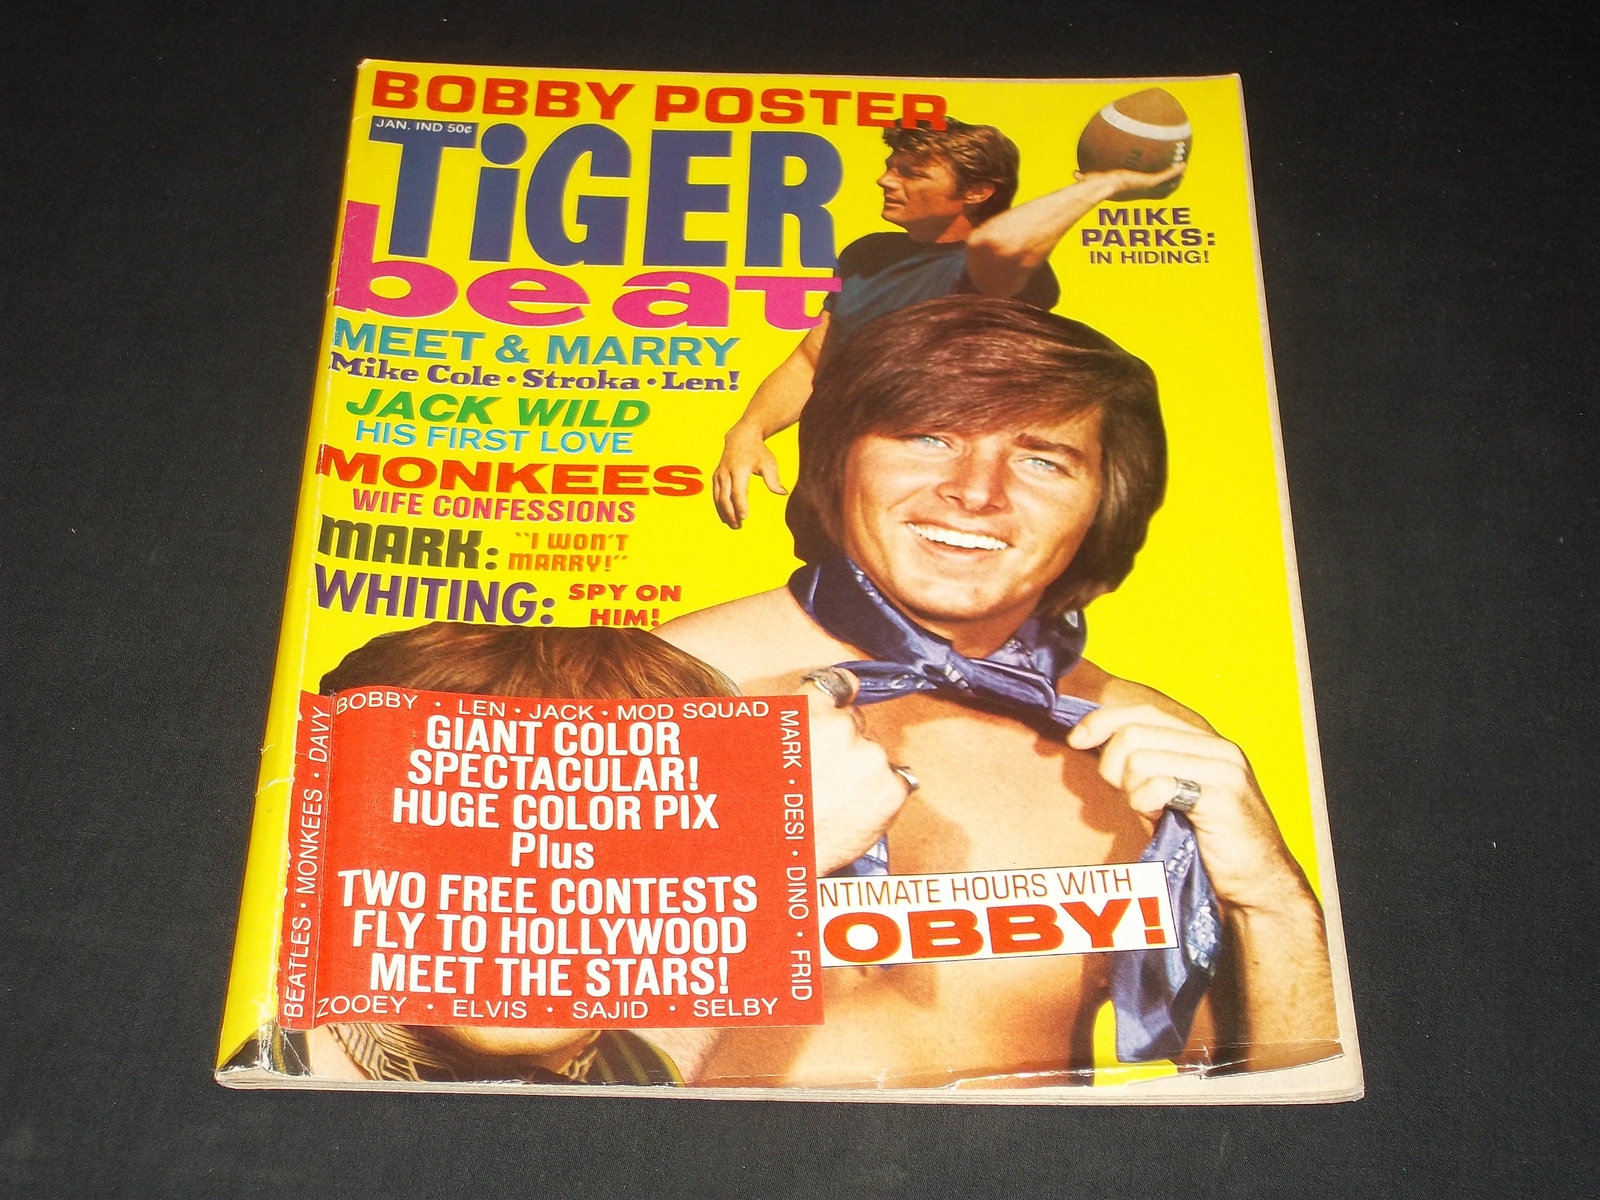 BOBBY POSTER
JAN. IND 50¢
TiGER
beat
MIKE
PARKS:
IN HIDING!
MEET & MARRY
Mike Cole · Stroka · Len!
JACK WILD
HIS FIRST LOVE
MONKEES
WIFE CONFESSIONS
MARK: "I WON'T
MARRY!"
WHITING: SPY ON
HIM!
BOBBY · LEN · JACK · MOD SQUAD
MARK · DESI · DINO · FRID
BEATLES · MONKEES · DAVY
GIANT COLOR
SPECTACULAR!
HUGE COLOR PIX
Plus
TWO FREE CONTESTS
FLY TO HOLLYWOOD
MEET THE STARS!
ZOOEY · ELVIS · SAJID · SELBY
NTIMATE HOURS WITH
OBBY!